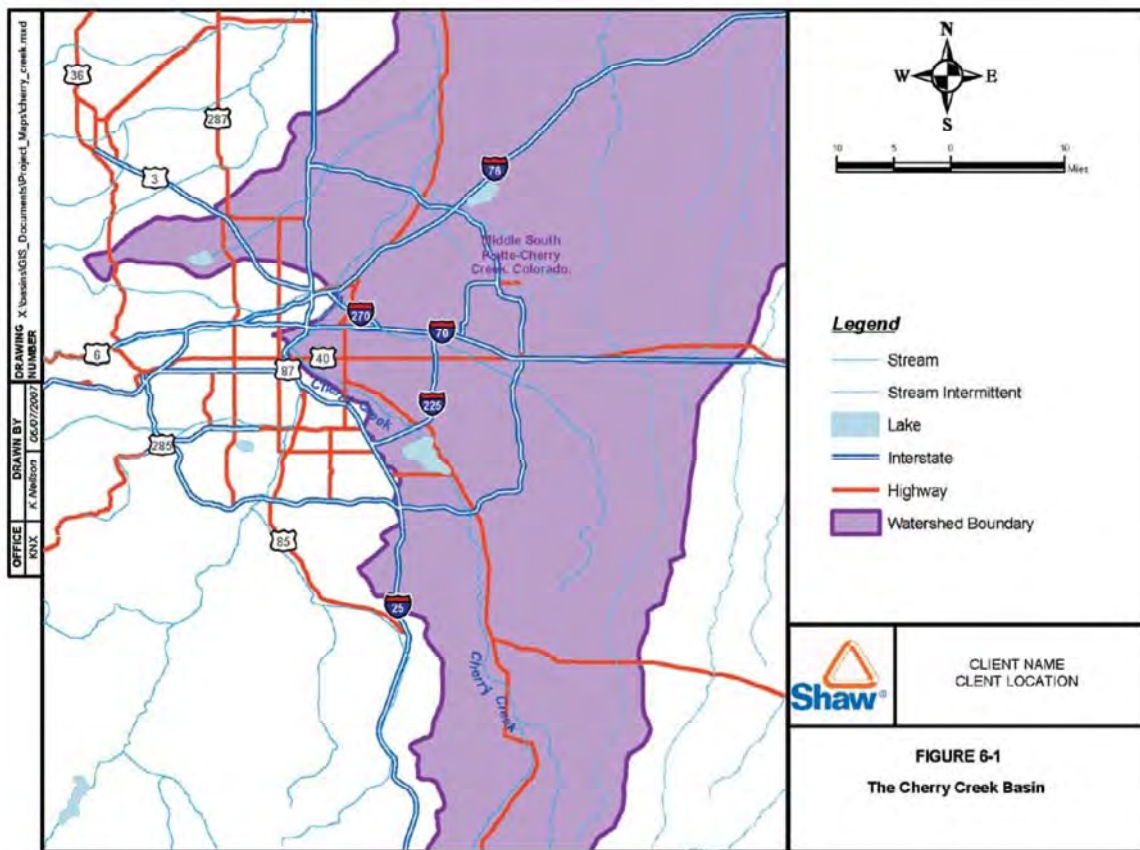 OFFICE
KNX
DRAWN BY
K. Neilson 06/07/2007
DRAWING
NUMBER
X:\basins\GIS_Documents\Project_Maps\cherry_creek.mxd
36
287
3
76
Middle South
Platte-Cherry
Creek, Colorado.
270
70
6
40
87
Cherry Creek
225
285
85
25
Cherry Creek
N
W E
S
10 5 0 10
Miles
Legend
Stream
Stream Intermittent
Lake
Interstate
Highway
Watershed Boundary
Shaw®
CLIENT NAME
CLENT LOCATION
FIGURE 6-1
The Cherry Creek Basin